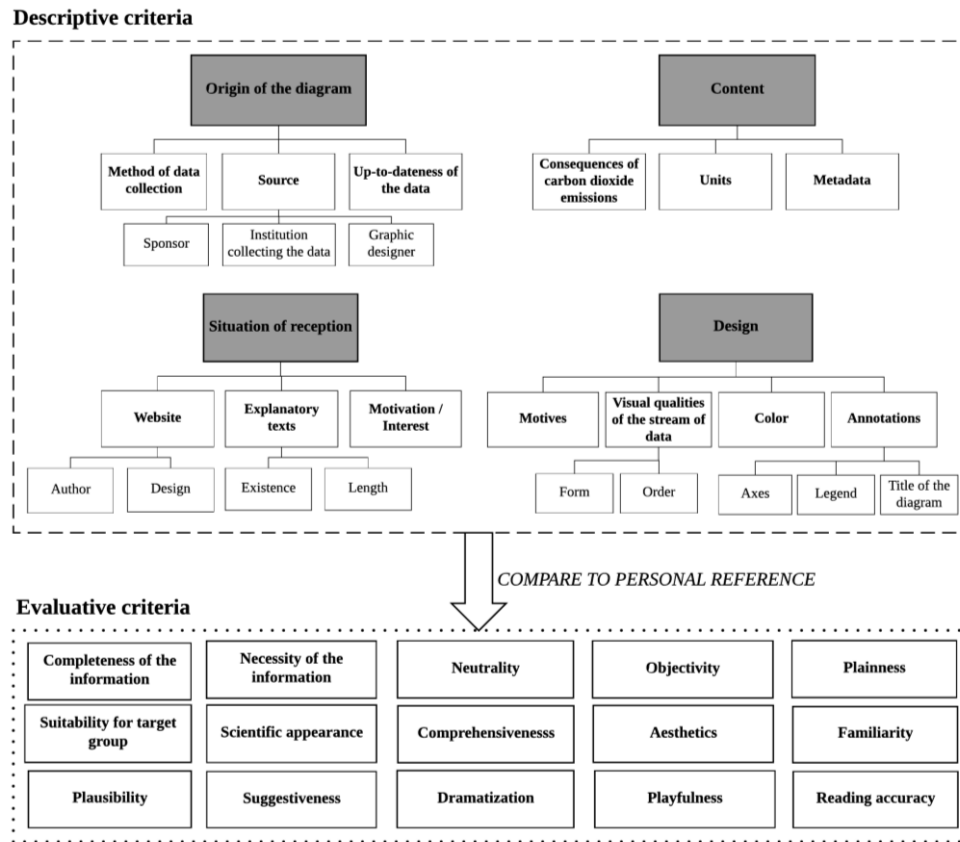 Descriptive criteria
Origin of the diagram
Content
Method of data
collection
Source
Up-to-dateness of
the data
Consequences of
carbon dioxide
emissions
Units
Metadata
Sponsor
Institution
collecting the data
Graphic
designer
Situation of reception
Design
Website
Explanatory
texts
Motivation /
Interest
Motives
Visual qualities
of the stream of
data
Color
Annotations
Author
Design
Existence
Length
Form
Order
Axes
Legend
Title of the
diagram
COMPARE TO PERSONAL REFERENCE
Evaluative criteria
Completeness of the
information
Necessity of the
information
Neutrality
Objectivity
Plainness
Suitability for target
group
Scientific appearance
Comprehensivenesss
Aesthetics
Familiarity
Plausibility
Suggestiveness
Dramatization
Playfulness
Reading accuracy